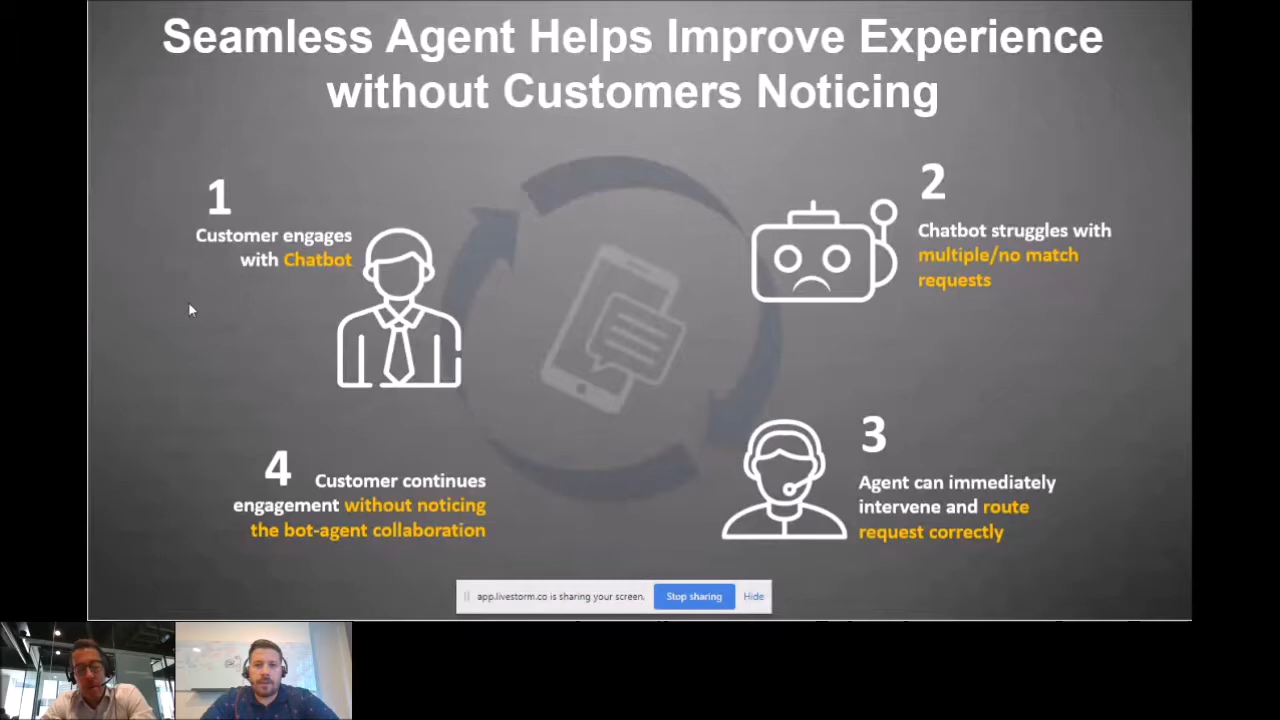 Seamless Agent Helps Improve Experience
without Customers Noticing
1
Customer engages
with Chatbot
2
Chatbot struggles with
multiple/no match
requests
3
Agent can immediately
intervene and route
request correctly
4 Customer continues
engagement without noticing
the bot-agent collaboration
app.livestorm.co is sharing your screen.
Stop sharing
Hide